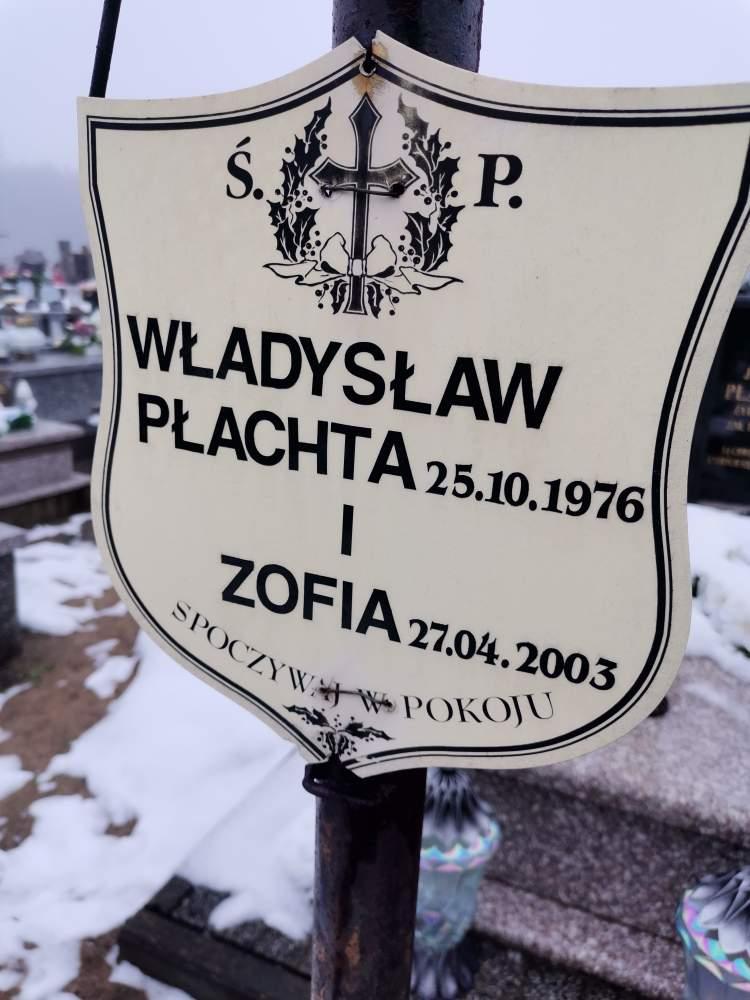 Ś. P.
WŁADYSŁAW
PŁACHTA 25.10.1976
I
ZOFIA 27.04.2003
SPOCZYWAJ W POKOJU